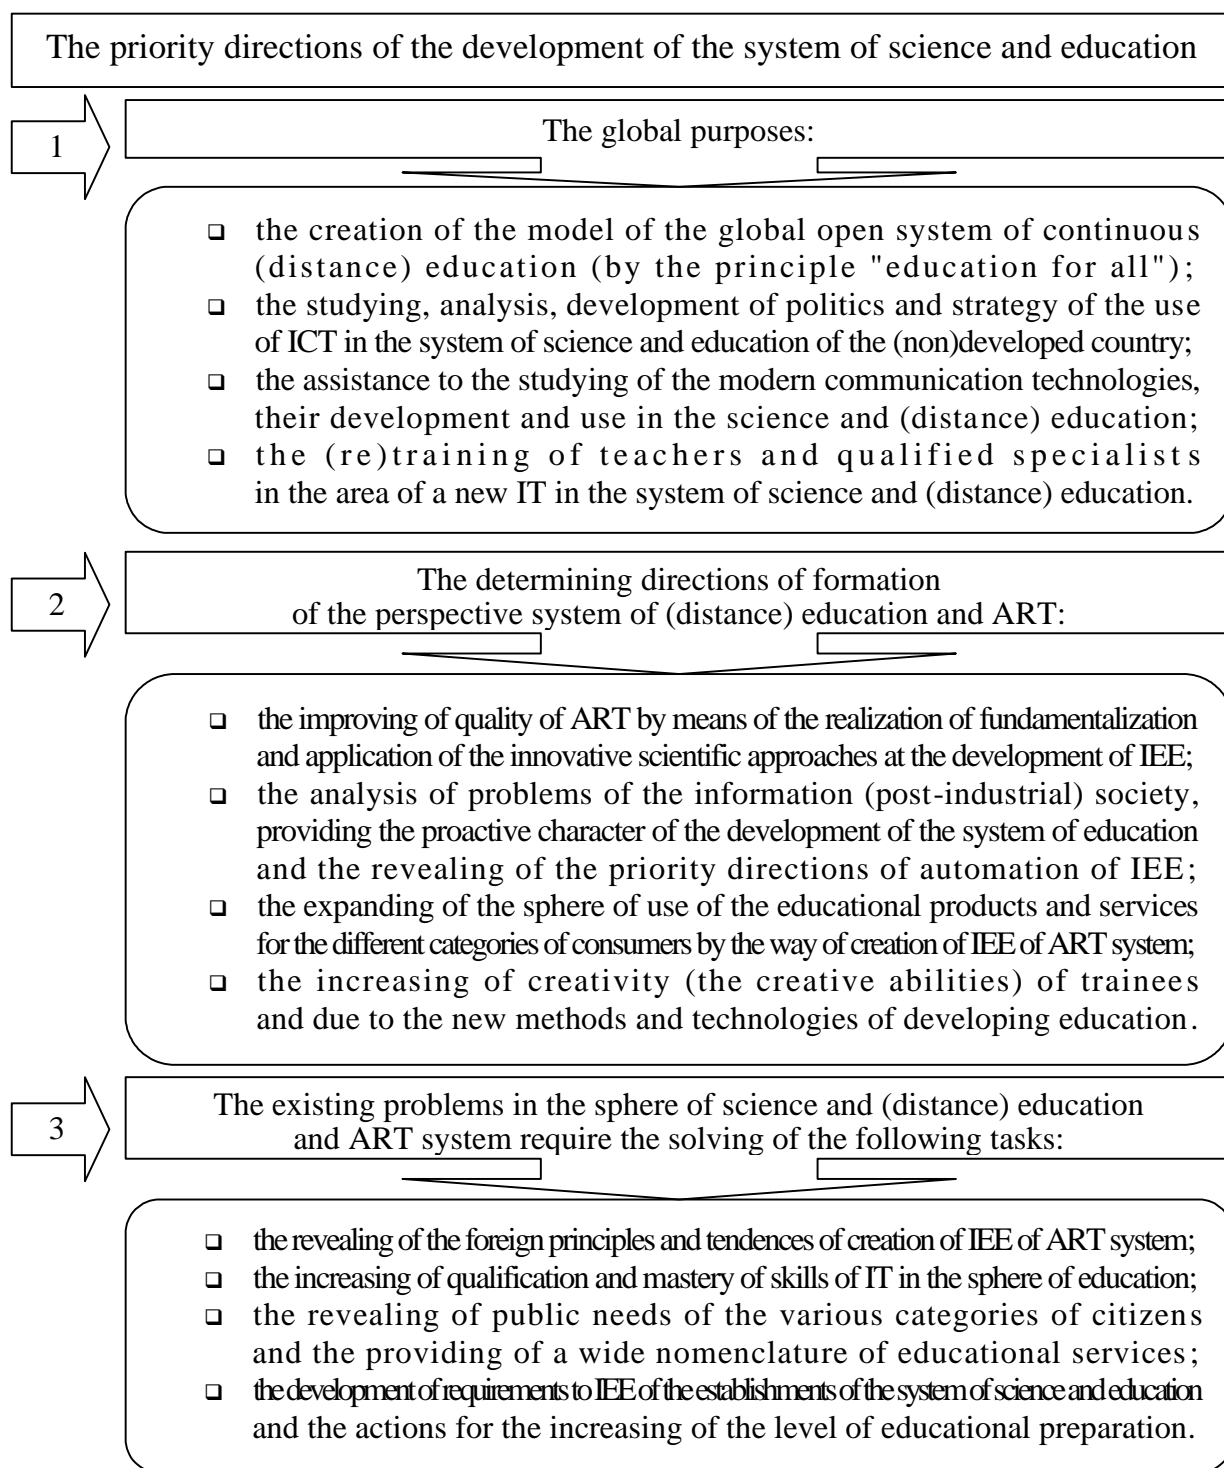 The priority directions of the development of the system of science and education
1
The global purposes:
❑ the creation of the model of the global open system of continuous
(distance) education (by the principle "education for all");
❑ the studying, analysis, development of politics and strategy of the use
of ICT in the system of science and education of the (non)developed country;
❑ the assistance to the studying of the modern communication technologies,
their development and use in the science and (distance) education;
❑ the (re)training of teachers and qualified specialists
in the area of a new IT in the system of science and (distance) education.
2
The determining directions of formation
of the perspective system of (distance) education and ART:
❑ the improving of quality of ART by means of the realization of fundamentalization
and application of the innovative scientific approaches at the development of IEE;
❑ the analysis of problems of the information (post-industrial) society,
providing the proactive character of the development of the system of education
and the revealing of the priority directions of automation of IEE;
❑ the expanding of the sphere of use of the educational products and services
for the different categories of consumers by the way of creation of IEE of ART system;
❑ the increasing of creativity (the creative abilities) of trainees
and due to the new methods and technologies of developing education.
3
The existing problems in the sphere of science and (distance) education
and ART system require the solving of the following tasks:
❑ the revealing of the foreign principles and tendences of creation of IEE of ART system;
❑ the increasing of qualification and mastery of skills of IT in the sphere of education;
❑ the revealing of public needs of the various categories of citizens
and the providing of a wide nomenclature of educational services;
❑ the development of requirements to IEE of the establishments of the system of science and education
and the actions for the increasing of the level of educational preparation.